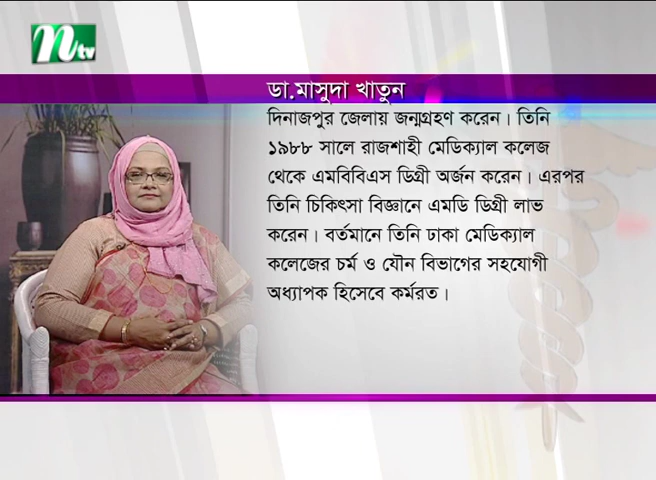 ntv
ডা.মাসুদা খাতুন
দিনাজপুর জেলায় জন্মগ্রহণ করেন। তিনি
১৯৮৮ সালে রাজশাহী মেডিক্যাল কলেজ
থেকে এমবিবিএস ডিগ্রী অর্জন করেন। এরপর
তিনি চিকিৎসা বিজ্ঞানে এমডি ডিগ্রী লাভ
করেন। বর্তমানে তিনি ঢাকা মেডিক্যাল
কলেজের চর্ম ও যৌন বিভাগের সহযোগী
অধ্যাপক হিসেবে কর্মরত।